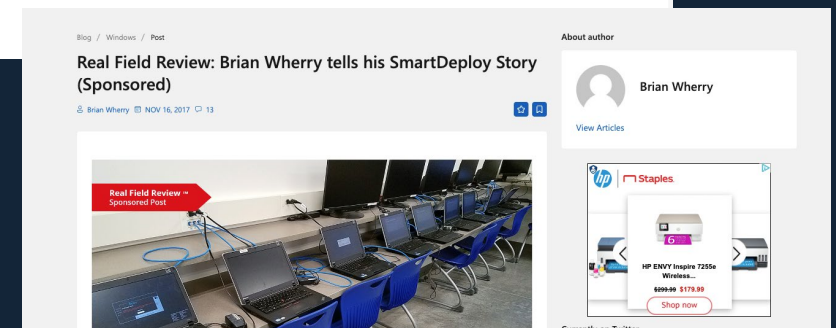 Blog / Windows / Post
Real Field Review: Brian Wherry tells his SmartDeploy Story
(Sponsored)
Brian Wherry NOV 16, 2017 13
Real Field Review ™
Sponsored Post
About author
Brian Wherry
View Articles
hp Staples
HP ENVY Inspire 7255e
Wireless...
$299.99 $179.99
Shop now